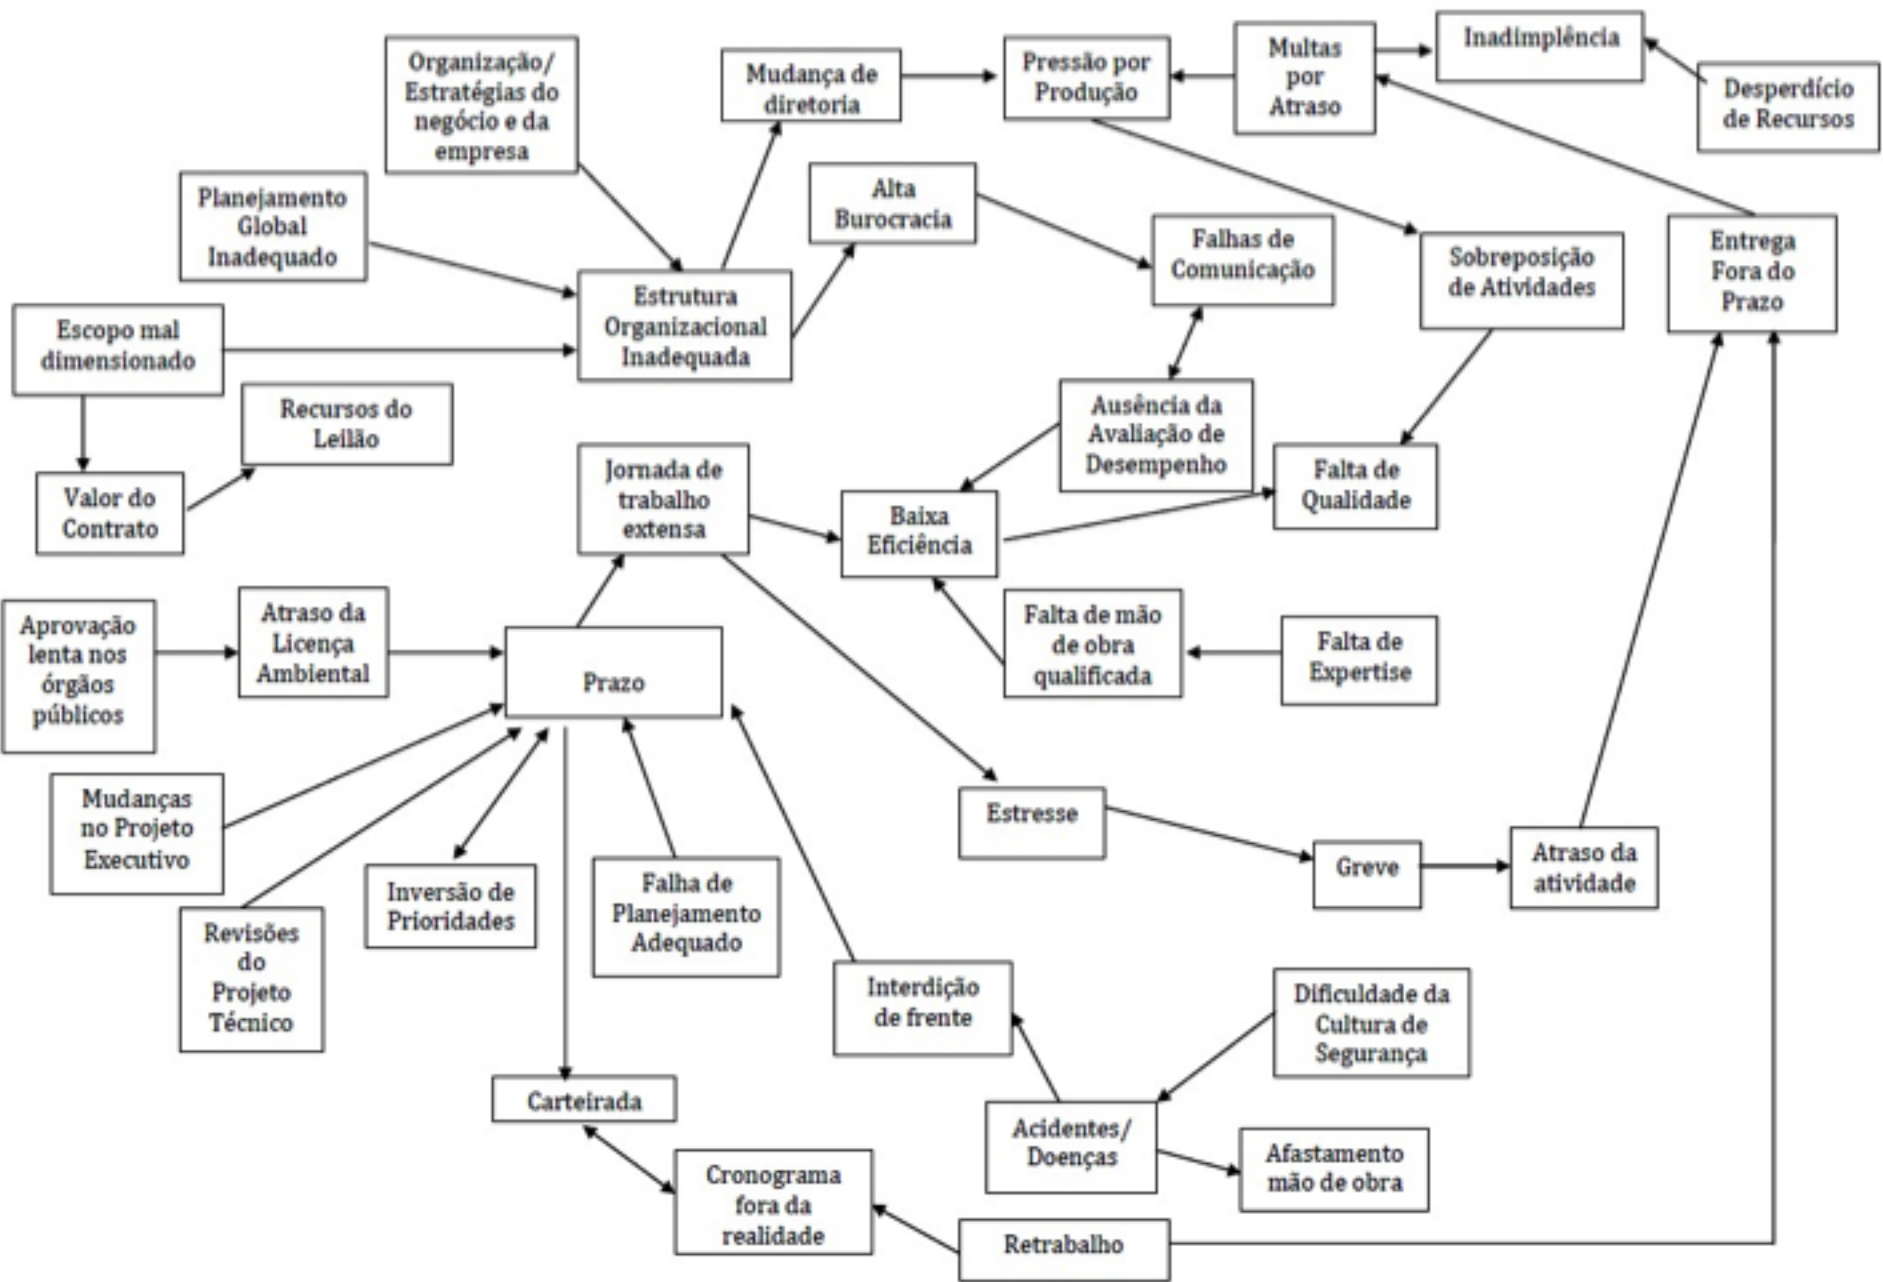 Organização/
Estratégias do
negócio e da
empresa
Mudança de
diretoria
Pressão por
Produção
Multas
por
Atraso
Inadimplência
Desperdício
de Recursos
Planejamento
Global
Inadequado
Alta
Burocracia
Falhas de
Comunicação
Sobreposição
de Atividades
Entrega
Fora do
Prazo
Escopo mal
dimensionado
Estrutura
Organizacional
Inadequada
Recursos do
Leilão
Valor do
Contrato
Jornada de
trabalho
extensa
Ausência da
Avaliação de
Desempenho
Baixa
Eficiência
Falta de
Qualidade
Aprovação
lenta nos
órgãos
públicos
Atraso da
Licença
Ambiental
Prazo
Falta de mão
de obra
qualificada
Falta de
Expertise
Mudanças
no Projeto
Executivo
Estresse
Greve
Atraso da
atividade
Revisões
do
Projeto
Técnico
Inversão de
Prioridades
Falha de
Planejamento
Adequado
Interdição
de frente
Dificuldade da
Cultura de
Segurança
Carteirada
Acidentes/
Doenças
Afastamento
mão de obra
Cronograma
fora da
realidade
Retrabalho